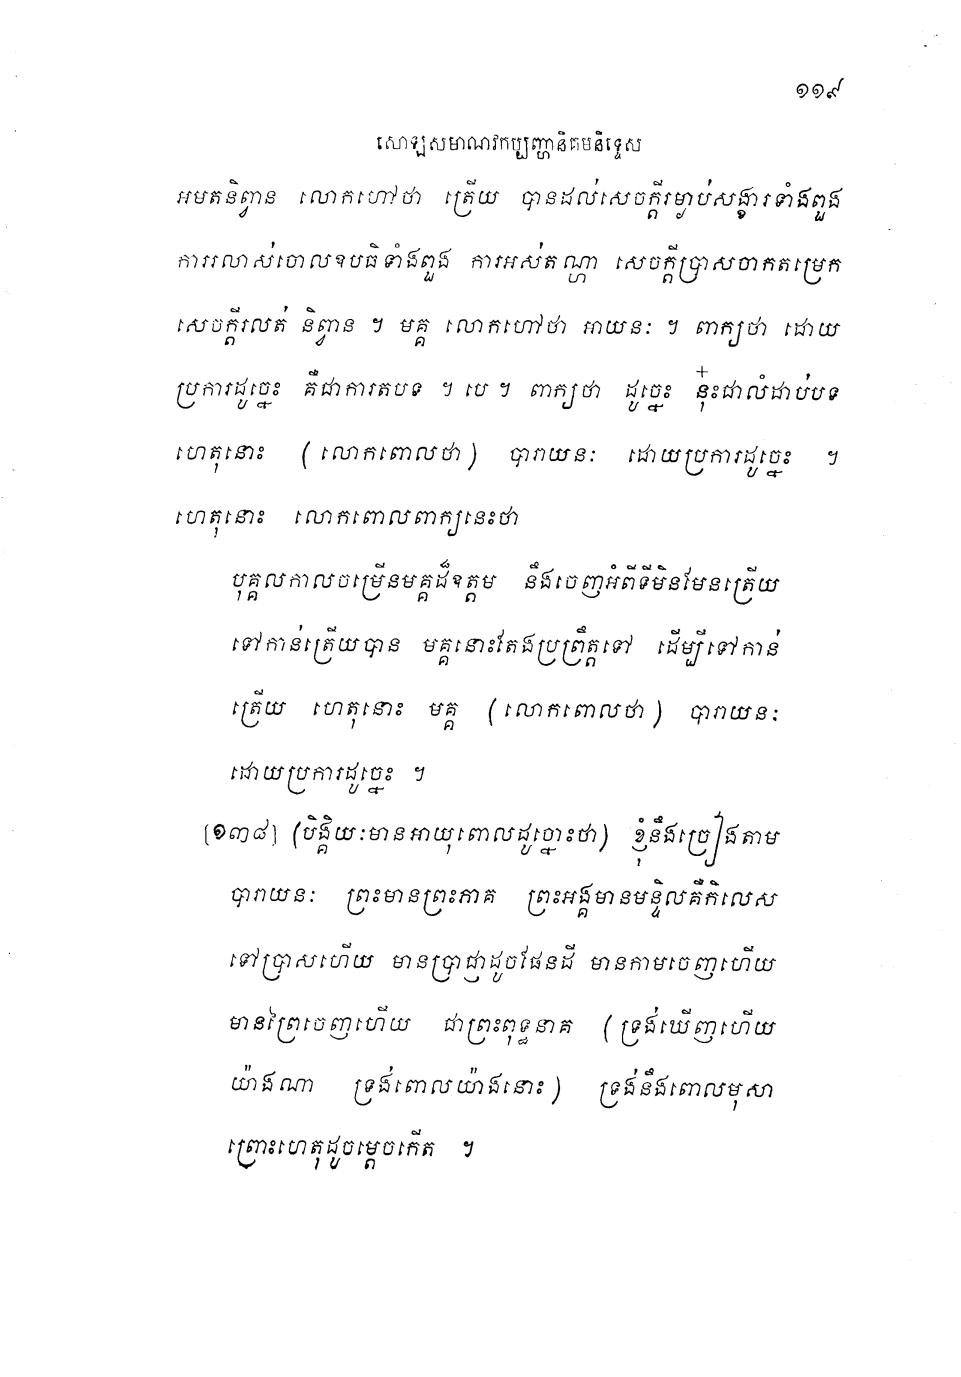 ១១៩
សោឡសមាណវកប្បញ្ហានិគមនិទ្ទេស
អមតនិព្វាន លោកហៅថា ត្រើយ បានដល់សេចក្តីរម្ងាប់សង្ខារទាំងពួង
ការរលាស់ចោលឧបធិទាំងពួង ការអស់តណ្ហា សេចក្តីប្រាសចាកតម្រេក
សេចក្តីរលត់ និព្វាន ។ មគ្គ លោកហៅថា អាយនៈ ។ ពាក្យថា ដោយ
ប្រការដូច្នេះ គឺជាការតបទ ។ បេ ។ ពាក្យថា ដូច្នេះ នុ៎ះជាលំដាប់បទ
ហេតុនោះ (លោកពោលថា) បារាយនៈ ដោយប្រការដូច្នេះ ។
ហេតុនោះ លោកពោលពាក្យនេះថា
បុគ្គលកាលចម្រើនមគ្គដ៏ឧត្តម នឹងចេញអំពីទីមិនមែនត្រើយ
ទៅកាន់ត្រើយបាន មគ្គនោះតែងប្រព្រឹត្តទៅ ដើម្បីទៅកាន់
ត្រើយ ហេតុនោះ មគ្គ (លោកពោលថា) បារាយនៈ
ដោយប្រការដូច្នេះ ។
[១៣៨] (បិង្គិយៈមានអាយុពោលដូច្នោះថា) ខ្ញុំនឹងច្រៀងតាម
បារាយនៈ ព្រះមានព្រះភាគ ព្រះអង្គមានមន្ទិលគឺកិលេស
ទៅប្រាសហើយ មានប្រាជ្ញាដូចផែនដី មានកាមចេញហើយ
មានព្រៃចេញហើយ ជាព្រះពុទ្ធនាគ (ទ្រង់ឃើញហើយ
យ៉ាងណា ទ្រង់ពោលយ៉ាងនោះ) ទ្រង់នឹងពោលមុសា
ព្រោះហេតុដូចម្តេចកើត ។